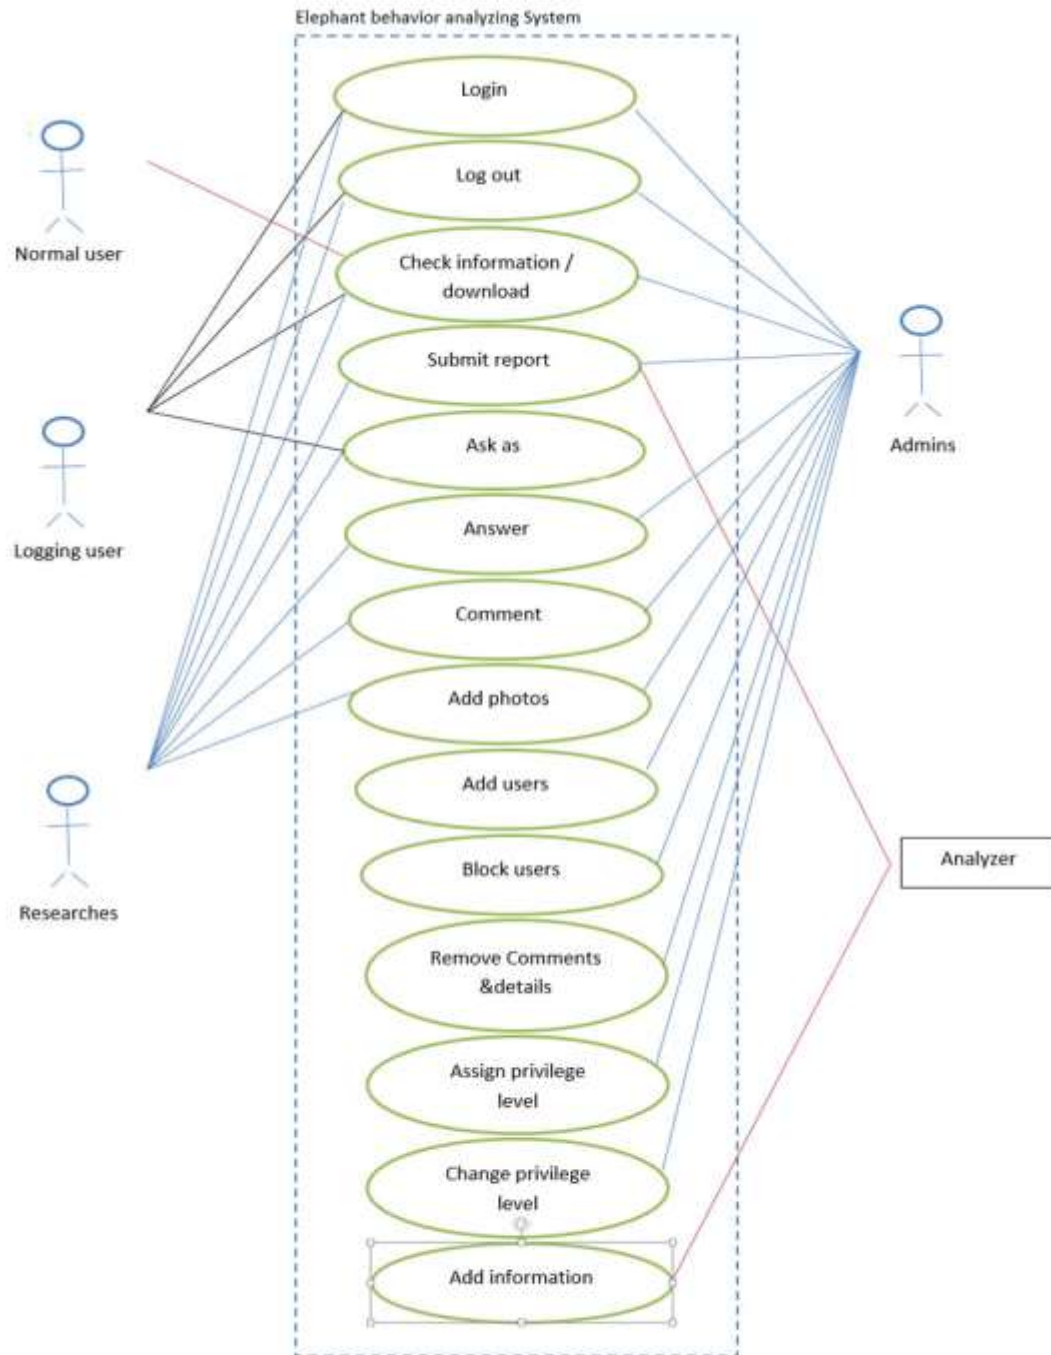 Elephant behavior analyzing System
Login
Log out
Normal user
Check information /
download
Submit report
Admins
Ask as
Answer
Logging user
Comment
Add photos
Add users
Block users
Analyzer
Researches
Remove Comments
&details
Assign privilege
level
Change privilege
level
Add information